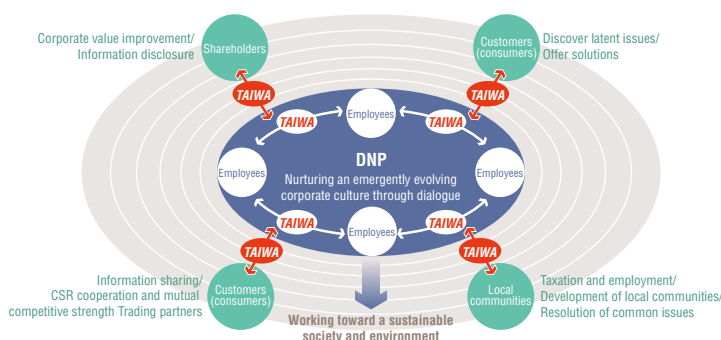 Corporate value improvement/
Information disclosure
Shareholders
Customers
(consumers)
Discover latent issues/
Offer solutions
TAIWA
TAIWA
TAIWA
Employees
TAIWA
Employees
DNP
Nurturing an emergently evolving
corporate culture through dialogue
Employees
TAIWA
Employees
TAIWA
TAIWA
TAIWA
Information sharing/
CSR cooperation and mutual
competitive strength Trading partners
Customers
(consumers)
Local
communities
Taxation and employment/
Development of local communities/
Resolution of common issues
Working toward a sustainable
society and environment